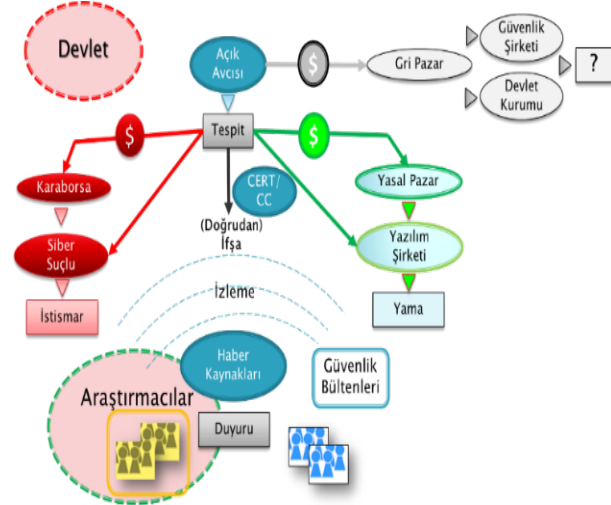 Devlet
Açık
Avcısı
$
Gri Pazar
Güvenlik
Şirketi
Devlet
Kurumu
?
$
Tespit
$
Karaborsa
CERT/
CC
Yasal Pazar
Siber
Suçlu
(Doğrudan)
İfşa
Yazılım
Şirketi
İstismar
İzleme
Yama
Haber
Kaynakları
Güvenlik
Bültenleri
Araştırmacılar
Duyuru